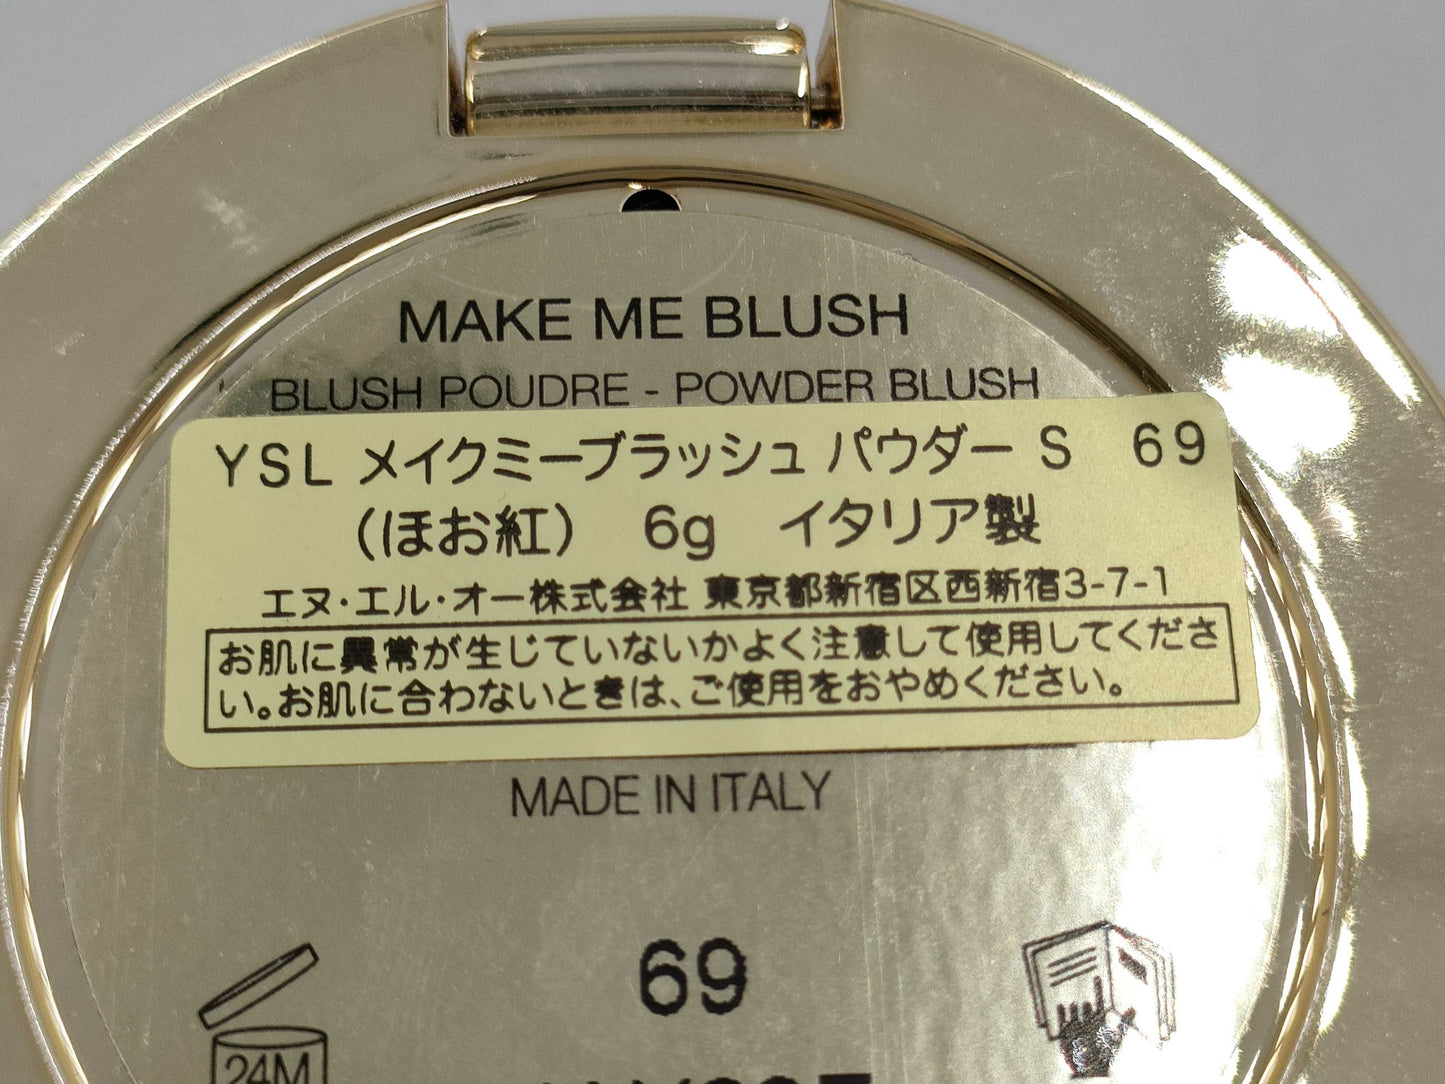 MAKE ME BLUSH
BLUSH POUDRE - POWDER BLUSH
YSL メイクミーブラッシュ パウダー S 69
(ほお紅) 6g イタリア製
エヌ・エル・オー株式会社 東京都新宿区西新宿3-7-1
お肌に異常が生じていないかよく注意して使用してくださ
い。お肌に合わないときは、ご使用をおやめください。
MADE IN ITALY
69
24M